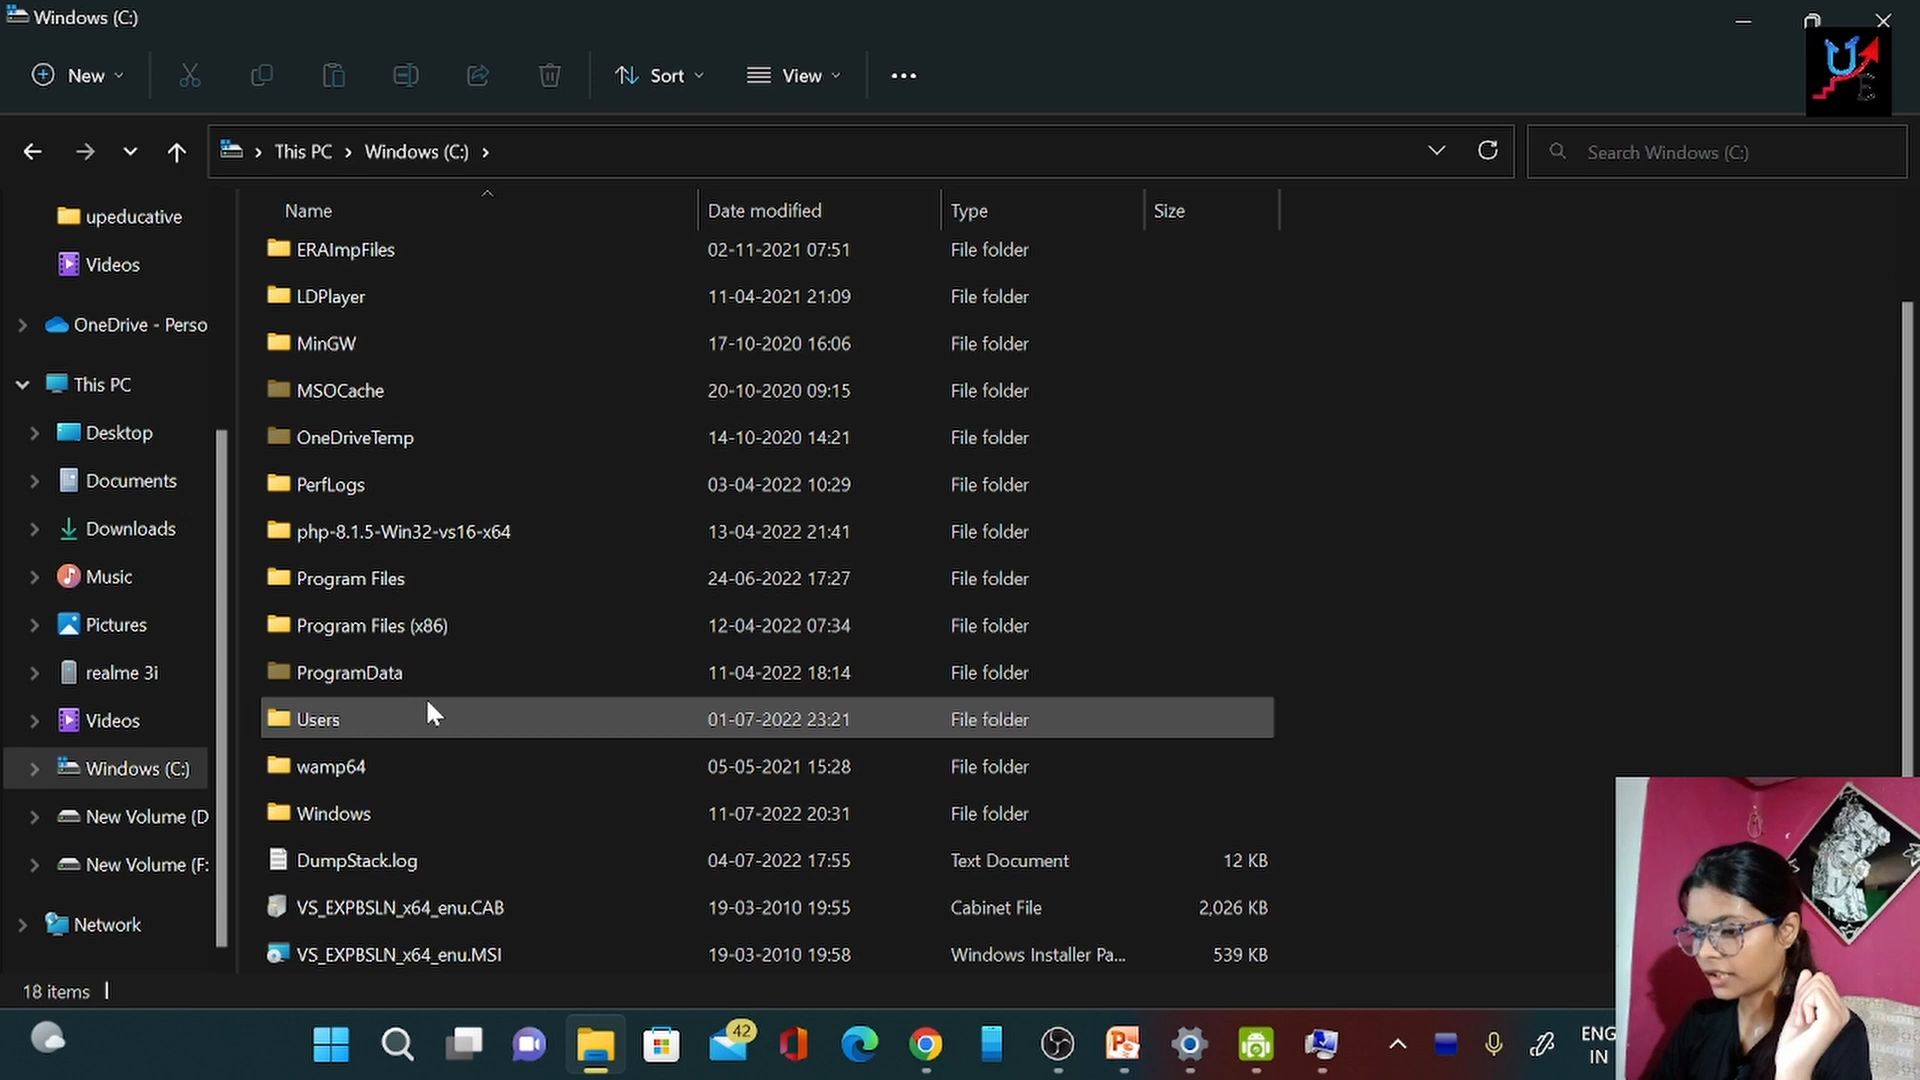 Windows (C:)
New
Sort
View
This PC > Windows (C:) >
Search Windows (C:)
upeducative
Videos
OneDrive - Perso
This PC
Desktop
Documents
Downloads
Music
Pictures
realme 3i
Videos
Windows (C:)
New Volume (D
New Volume (F:
Network
Name Date modified Type Size
ERAImpFiles 02-11-2021 07:51 File folder
LDPlayer 11-04-2021 21:09 File folder
MinGW 17-10-2020 16:06 File folder
MSOCache 20-10-2020 09:15 File folder
OneDriveTemp 14-10-2020 14:21 File folder
PerfLogs 03-04-2022 10:29 File folder
php-8.1.5-Win32-vs16-x64 13-04-2022 21:41 File folder
Program Files 24-06-2022 17:27 File folder
Program Files (x86) 12-04-2022 07:34 File folder
ProgramData 11-04-2022 18:14 File folder
Users 01-07-2022 23:21 File folder
wamp64 05-05-2021 15:28 File folder
Windows 11-07-2022 20:31 File folder
DumpStack.log 04-07-2022 17:55 Text Document 12 KB
VS_EXPBSLN_x64_enu.CAB 19-03-2010 19:55 Cabinet File 2,026 KB
VS_EXPBSLN_x64_enu.MSI 19-03-2010 19:58 Windows Installer Pa... 539 KB
18 items
42
ENG
IN